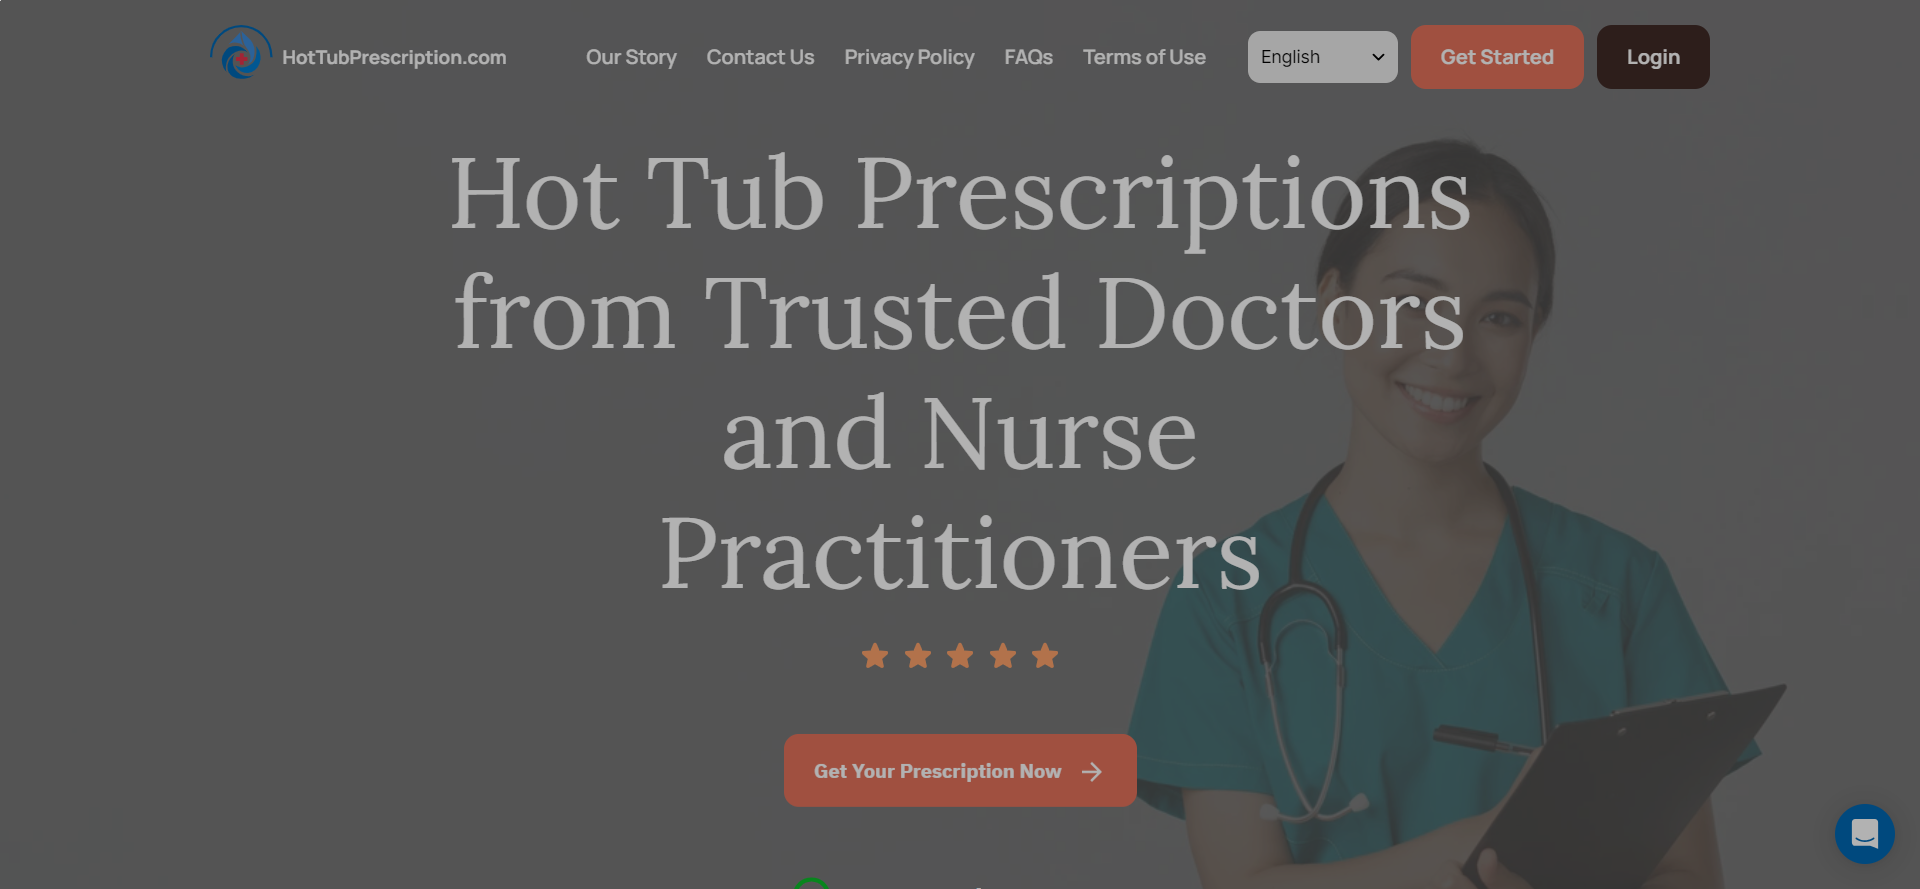 HotTubPrescription.com
Our Story
Contact Us
Privacy Policy
FAQs
Terms of Use
English
Get Started
Login
Hot Tub Prescriptions
from Trusted Doctors
and Nurse
Practitioners
Get Your Prescription Now